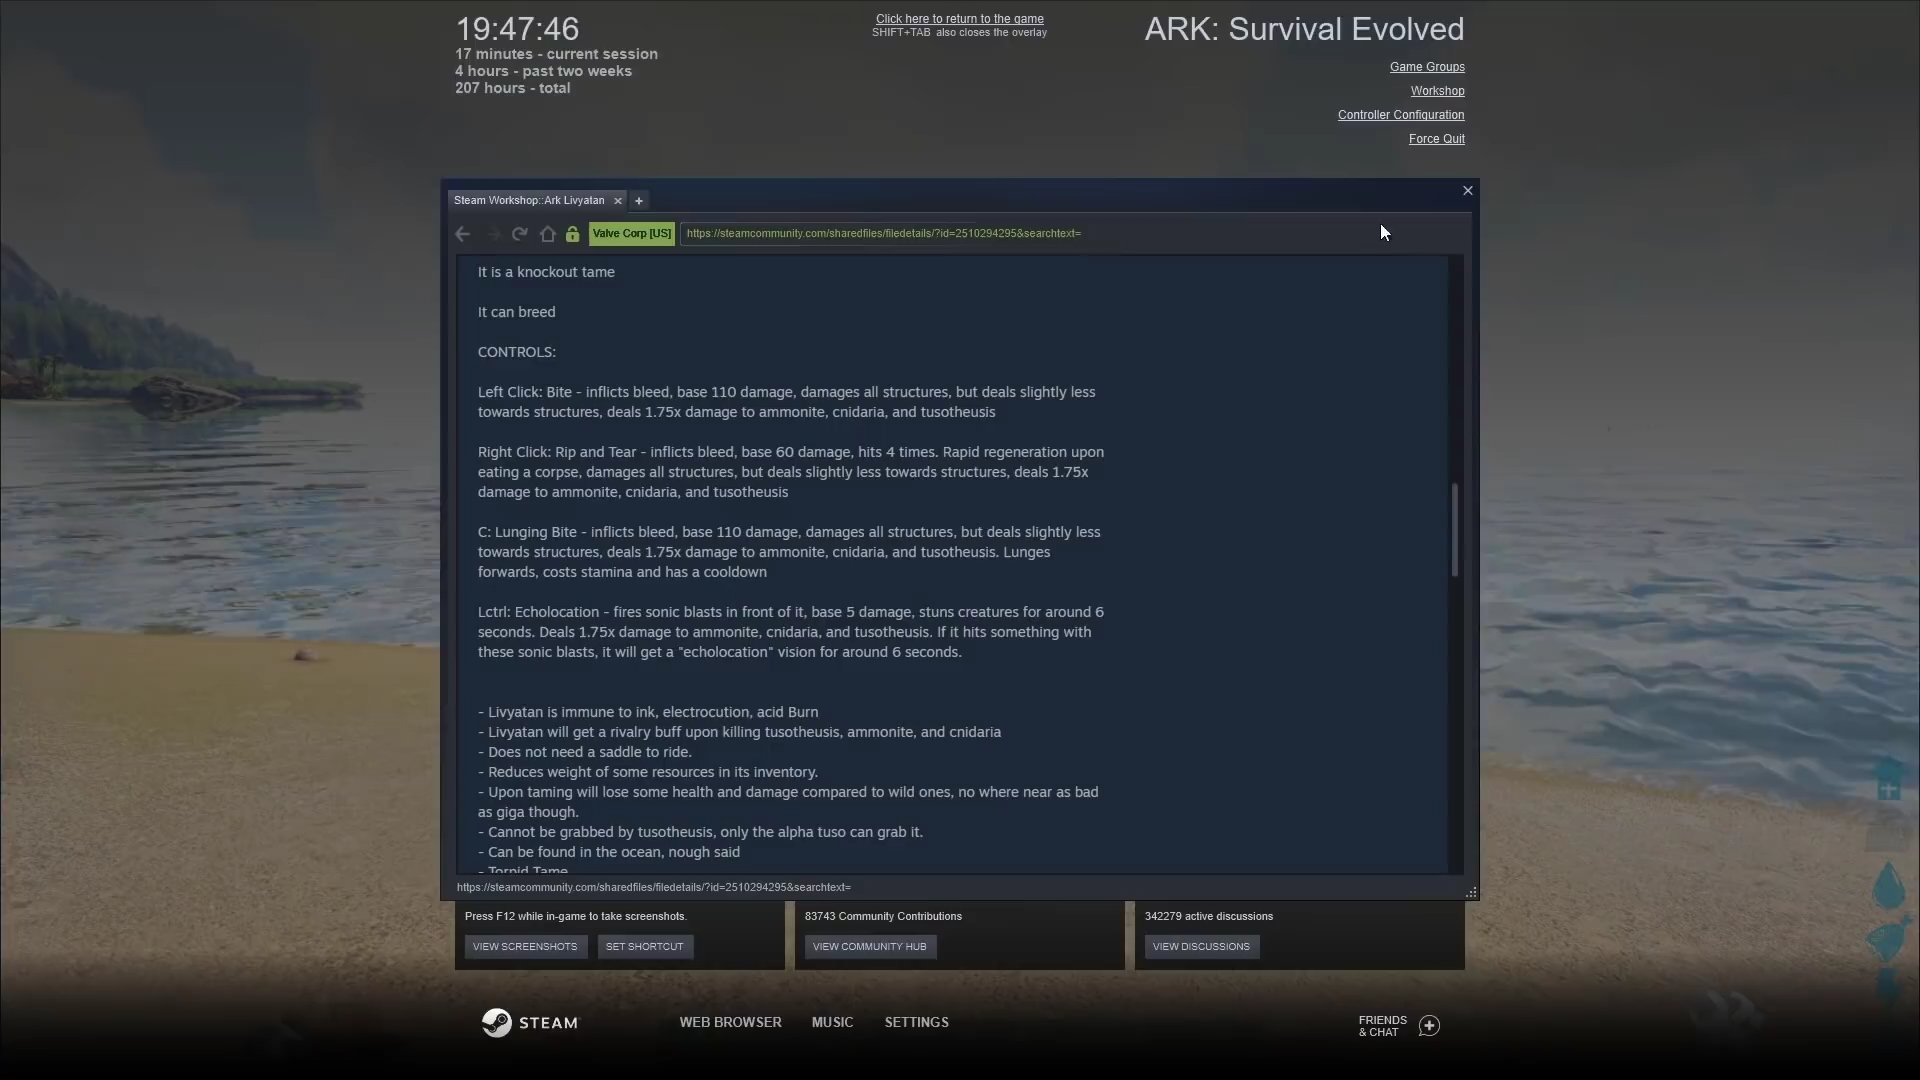 19:47:46
17 minutes - current session
4 hours - past two weeks
207 hours - total
Click here to return to the game
SHIFT+TAB also closes the overlay
ARK: Survival Evolved
Game Groups
Workshop
Controller Configuration
Force Quit
Steam Workshop::Ark Livyatan
Valve Corp [US]
https://steamcommunity.com/sharedfiles/filedetails/?id=2510294295&searchtext=
It is a knockout tame
It can breed
CONTROLS:
Left Click: Bite - inflicts bleed, base 110 damage, damages all structures, but deals slightly less
towards structures, deals 1.75x damage to ammonite, cnidaria, and tusotheusis
Right Click: Rip and Tear - inflicts bleed, base 60 damage, hits 4 times. Rapid regeneration upon
eating a corpse, damages all structures, but deals slightly less towards structures, deals 1.75x
damage to ammonite, cnidaria, and tusotheusis
C: Lunging Bite - inflicts bleed, base 110 damage, damages all structures, but deals slightly less
towards structures, deals 1.75x damage to ammonite, cnidaria, and tusotheusis. Lunges
forwards, costs stamina and has a cooldown
Lctrl: Echolocation - fires sonic blasts in front of it, base 5 damage, stuns creatures for around 6
seconds. Deals 1.75x damage to ammonite, cnidaria, and tusotheusis. If it hits something with
these sonic blasts, it will get a "echolocation" vision for around 6 seconds.
- Livyatan is immune to ink, electrocution, acid Burn
- Livyatan will get a rivalry buff upon killing tusotheusis, ammonite, and cnidaria
- Does not need a saddle to ride.
- Reduces weight of some resources in its inventory.
- Upon taming will lose some health and damage compared to wild ones, no where near as bad
as giga though.
- Cannot be grabbed by tusotheusis, only the alpha tuso can grab it.
- Can be found in the ocean, nough said
- Torpid Tame
https://steamcommunity.com/sharedfiles/filedetails/?id=2510294295&searchtext=
Press F12 while in-game to take screenshots.
VIEW SCREENSHOTS
SET SHORTCUT
83743 Community Contributions
VIEW COMMUNITY HUB
342279 active discussions
VIEW DISCUSSIONS
STEAM
WEB BROWSER
MUSIC
SETTINGS
FRIENDS
& CHAT